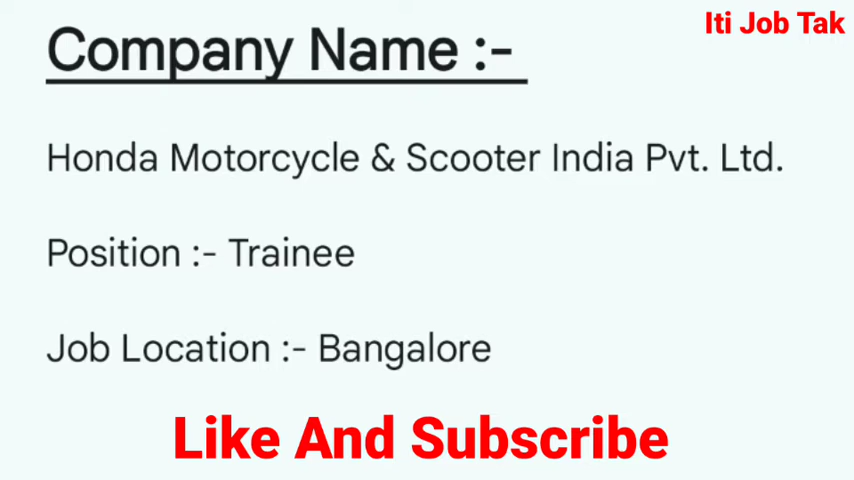 Iti Job Tak
Company Name :-
Honda Motorcycle & Scooter India Pvt. Ltd.
Position :- Trainee
Job Location :- Bangalore
Like And Subscribe